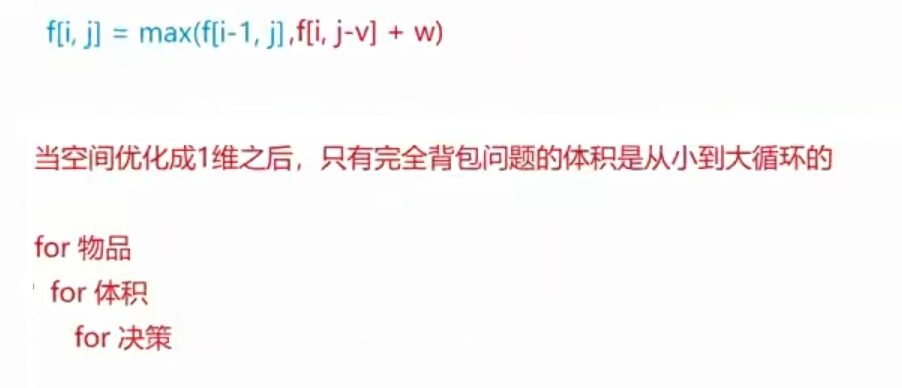 f[i, j] = max(f[i-1, j],f[i, j-v] + w)
当空间优化成1维之后，只有完全背包问题的体积是从小到大循环的
for 物品
for 体积
for 决策